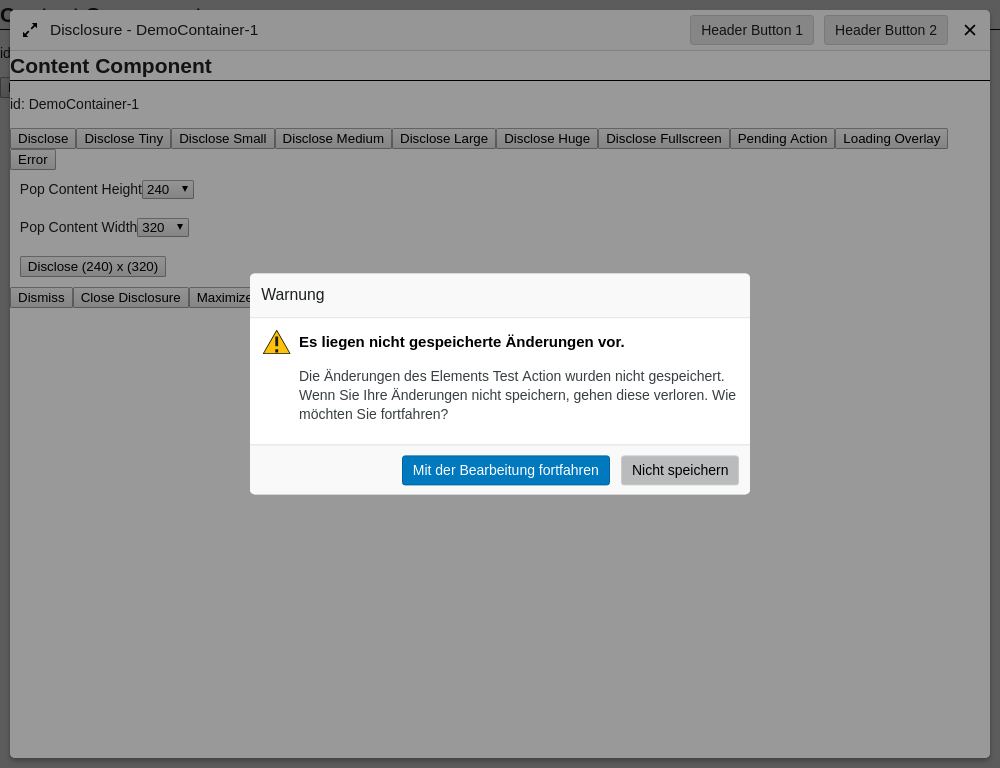 Disclosure - DemoContainer-1
Header Button 1
Header Button 2
Content Component
id: DemoContainer-1
Disclose Disclose Tiny Disclose Small Disclose Medium Disclose Large Disclose Huge Disclose Fullscreen Pending Action Loading Overlay
Error
Pop Content Height 240
Pop Content Width 320
Disclose (240) x (320)
Dismiss Close Disclosure Maximize
Warnung
Es liegen nicht gespeicherte Änderungen vor.
Die Änderungen des Elements Test Action wurden nicht gespeichert.
Wenn Sie Ihre Änderungen nicht speichern, gehen diese verloren. Wie
möchten Sie fortfahren?
Mit der Bearbeitung fortfahren
Nicht speichern